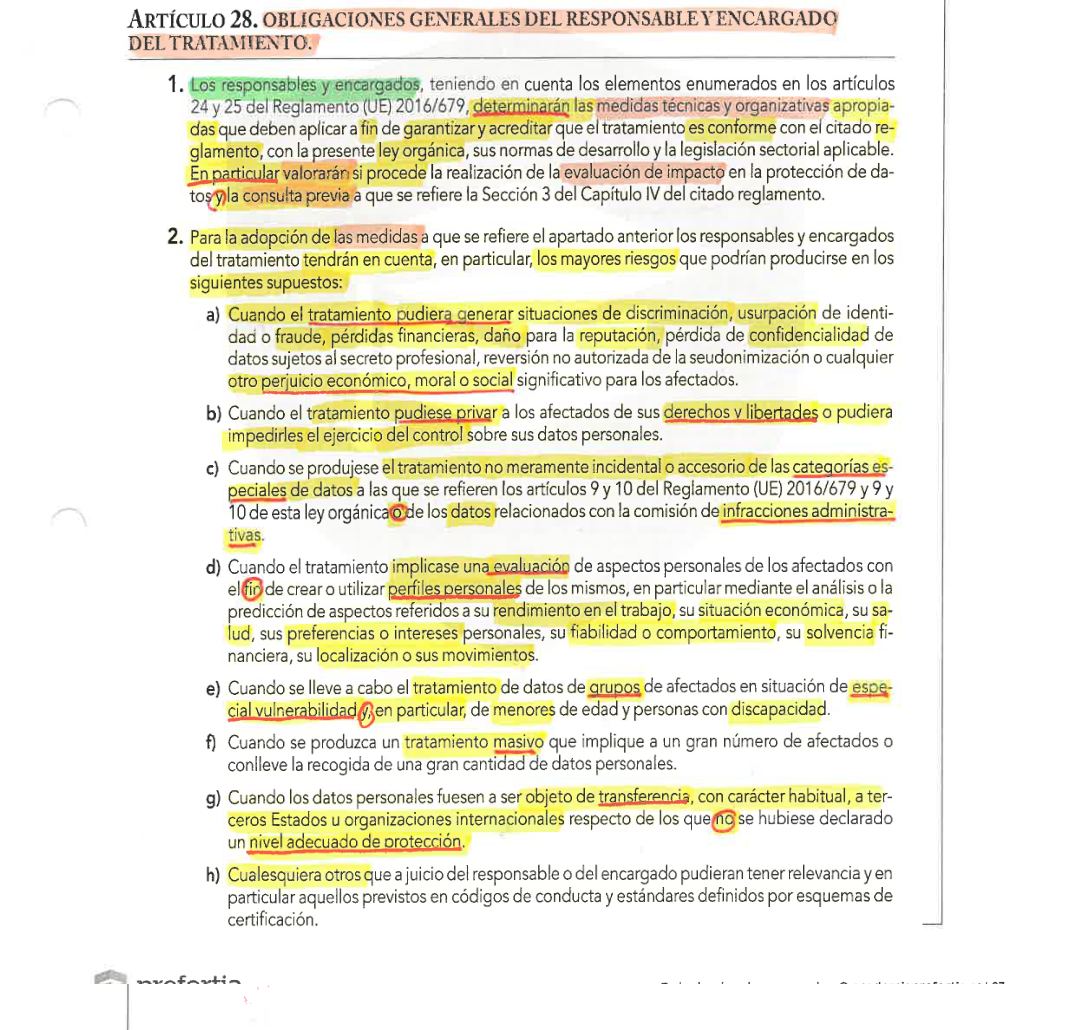 ARTÍCULO 28. OBLIGACIONES GENERALES DEL RESPONSABLE Y ENCARGADO
DEL TRATAMIENTO.
1. Los responsables y encargados, teniendo en cuenta los elementos enumerados en los artículos
24 y 25 del Reglamento (UE) 2016/679, determinarán las medidas técnicas y organizativas apropia-
das que deben aplicar a fin de garantizar y acreditar que el tratamiento es conforme con el citado re-
glamento, con la presente ley orgánica, sus normas de desarrollo y la legislación sectorial aplicable.
En particular valorarán si procede la realización de la evaluación de impacto en la protección de da-
tos y la consulta previa a que se refiere la Sección 3 del Capítulo IV del citado reglamento.
2. Para la adopción de las medidas a que se refiere el apartado anterior los responsables y encargados
del tratamiento tendrán en cuenta, en particular, los mayores riesgos que podrían producirse en los
siguientes supuestos:
a) Cuando el tratamiento pudiera generar situaciones de discriminación, usurpación de identi-
dad o fraude, pérdidas financieras, daño para la reputación, pérdida de confidencialidad de
datos sujetos al secreto profesional, reversión no autorizada de la seudonimización o cualquier
otro perjuicio económico, moral o social significativo para los afectados.
b) Cuando el tratamiento pudiese privar a los afectados de sus derechos y libertades o pudiera
impedirles el ejercicio del control sobre sus datos personales.
c) Cuando se produjese el tratamiento no meramente incidental o accesorio de las categorías es-
peciales de datos a las que se refieren los artículos 9 y 10 del Reglamento (UE) 2016/679 y 9 y
10 de esta ley orgánica o de los datos relacionados con la comisión de infracciones administra-
tivas.
d) Cuando el tratamiento implicase una evaluación de aspectos personales de los afectados con
el fin de crear o utilizar perfiles personales de los mismos, en particular mediante el análisis o la
predicción de aspectos referidos a su rendimiento en el trabajo, su situación económica, su sa-
lud, sus preferencias o intereses personales, su fiabilidad o comportamiento, su solvencia fi-
nanciera, su localización o sus movimientos.
e) Cuando se lleve a cabo el tratamiento de datos de grupos de afectados en situación de espe-
cial vulnerabilidad y, en particular, de menores de edad y personas con discapacidad.
f) Cuando se produzca un tratamiento masivo que implique a un gran número de afectados o
conlleve la recogida de una gran cantidad de datos personales.
g) Cuando los datos personales fuesen a ser objeto de transferencia, con carácter habitual, a ter-
ceros Estados u organizaciones internacionales respecto de los que no se hubiese declarado
un nivel adecuado de protección.
h) Cualesquiera otros que a juicio del responsable o del encargado pudieran tener relevancia y en
particular aquellos previstos en códigos de conducta y estándares definidos por esquemas de
certificación.